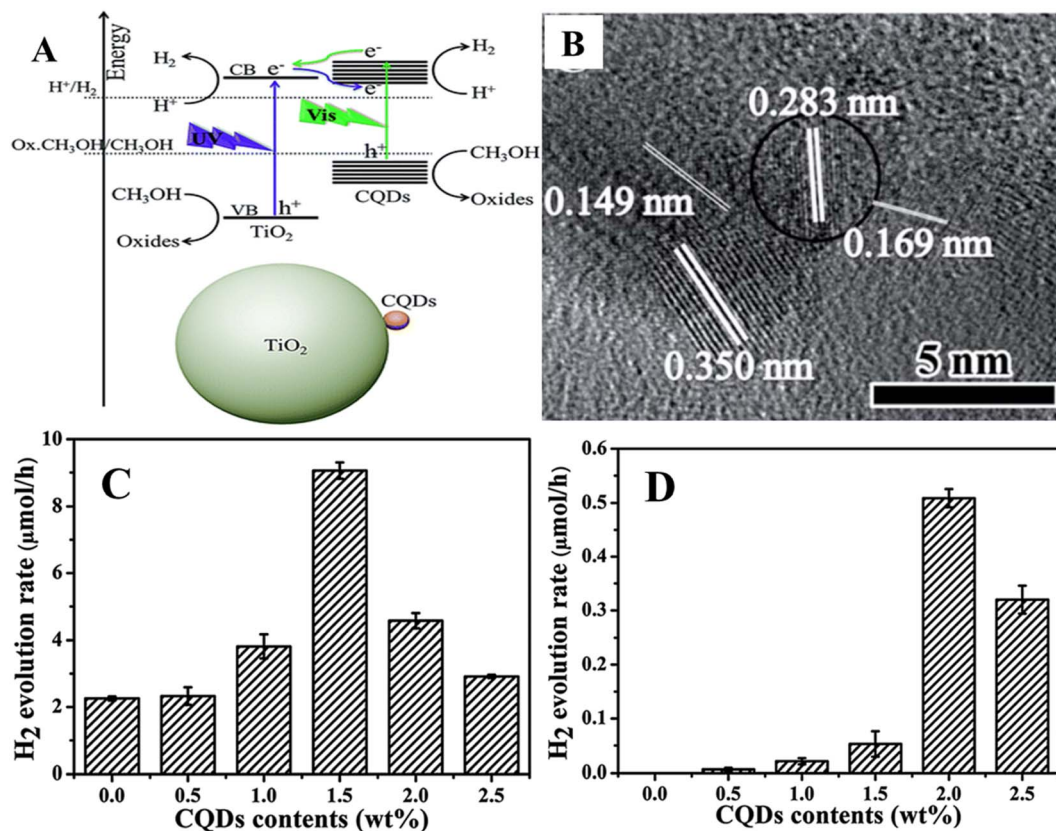 A
Energy
H₂
CB
e⁻
e⁻
e⁻
H₂
H⁺/H₂
H⁺
H⁺
UV
Vis
Ox.CH₃OH/CH₃OH
h⁺
CH₃OH
CH₃OH
CQDs
Oxides
VB
h⁺
Oxides
TiO₂
CQDs
TiO₂
B
0.283 nm
0.149 nm
0.169 nm
0.350 nm
5 nm
C
H₂ evolution rate (μmol/h)
10
8
6
4
2
0
0.0 0.5 1.0 1.5 2.0 2.5
CQDs contents (wt%)
D
H₂ evolution rate (μmol/h)
0.6
0.5
0.4
0.3
0.2
0.1
0.0
0.0 0.5 1.0 1.5 2.0 2.5
CQDs contents (wt%)